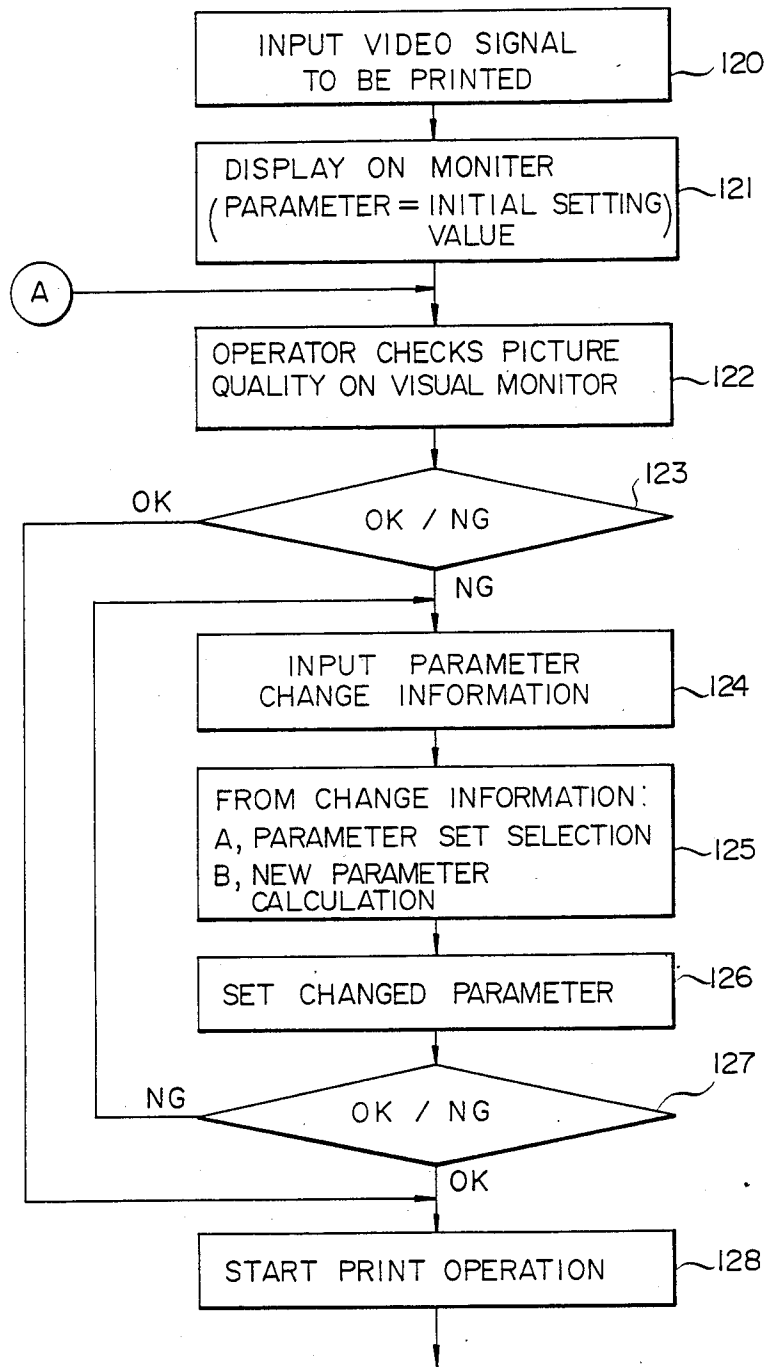 INPUT VIDEO SIGNAL
TO BE PRINTED
120
DISPLAY ON MONITER
(PARAMETER = INITIAL SETTING
VALUE)
121
A
OPERATOR CHECKS PICTURE
QUALITY ON VISUAL MONITOR
122
123
OK
OK / NG
NG
INPUT PARAMETER
CHANGE INFORMATION
124
FROM CHANGE INFORMATION:
A, PARAMETER SET SELECTION
B, NEW PARAMETER
CALCULATION
125
SET CHANGED PARAMETER
126
127
NG
OK / NG
OK
START PRINT OPERATION
128